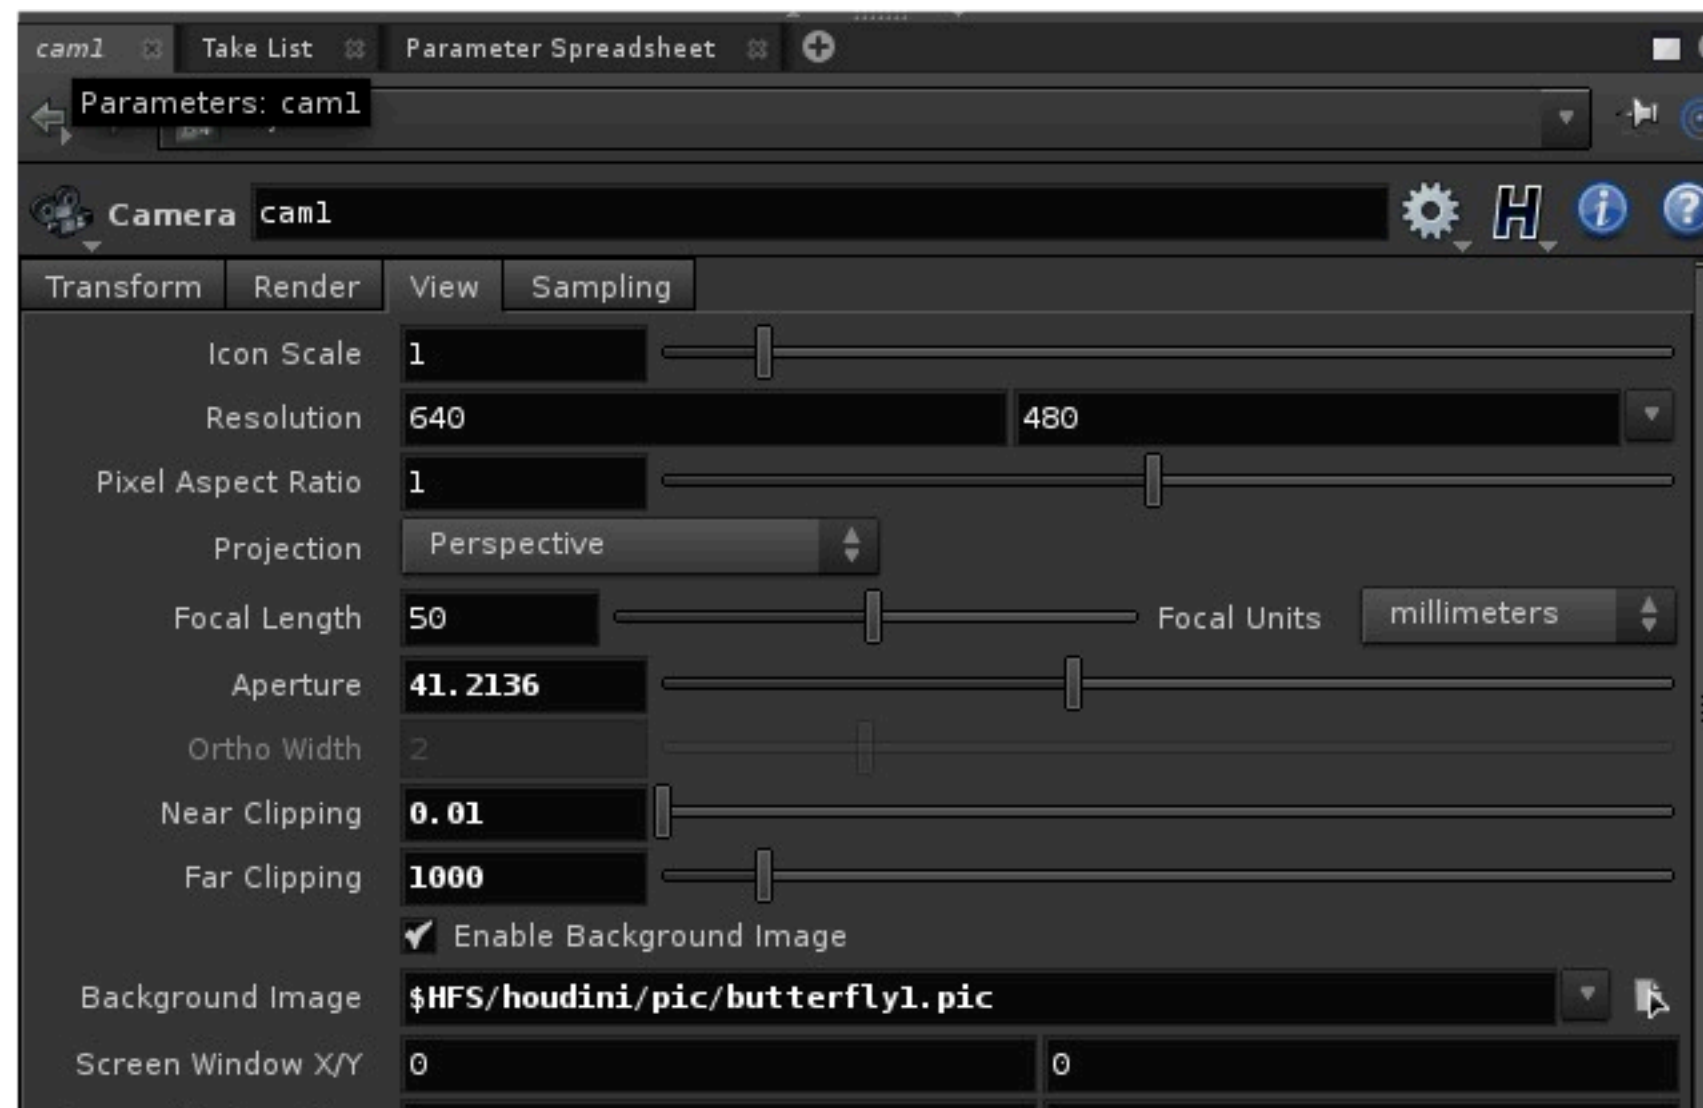 cam1 Take List Parameter Spreadsheet
Parameters: cam1
Camera cam1 H i ?
Transform Render View Sampling
Icon Scale 1
Resolution 640 480
Pixel Aspect Ratio 1
Projection Perspective
Focal Length 50 Focal Units millimeters
Aperture 41.2136
Ortho Width 2
Near Clipping 0.01
Far Clipping 1000
Enable Background Image
Background Image $HFS/houdini/pic/butterfly1.pic
Screen Window X/Y 0 0